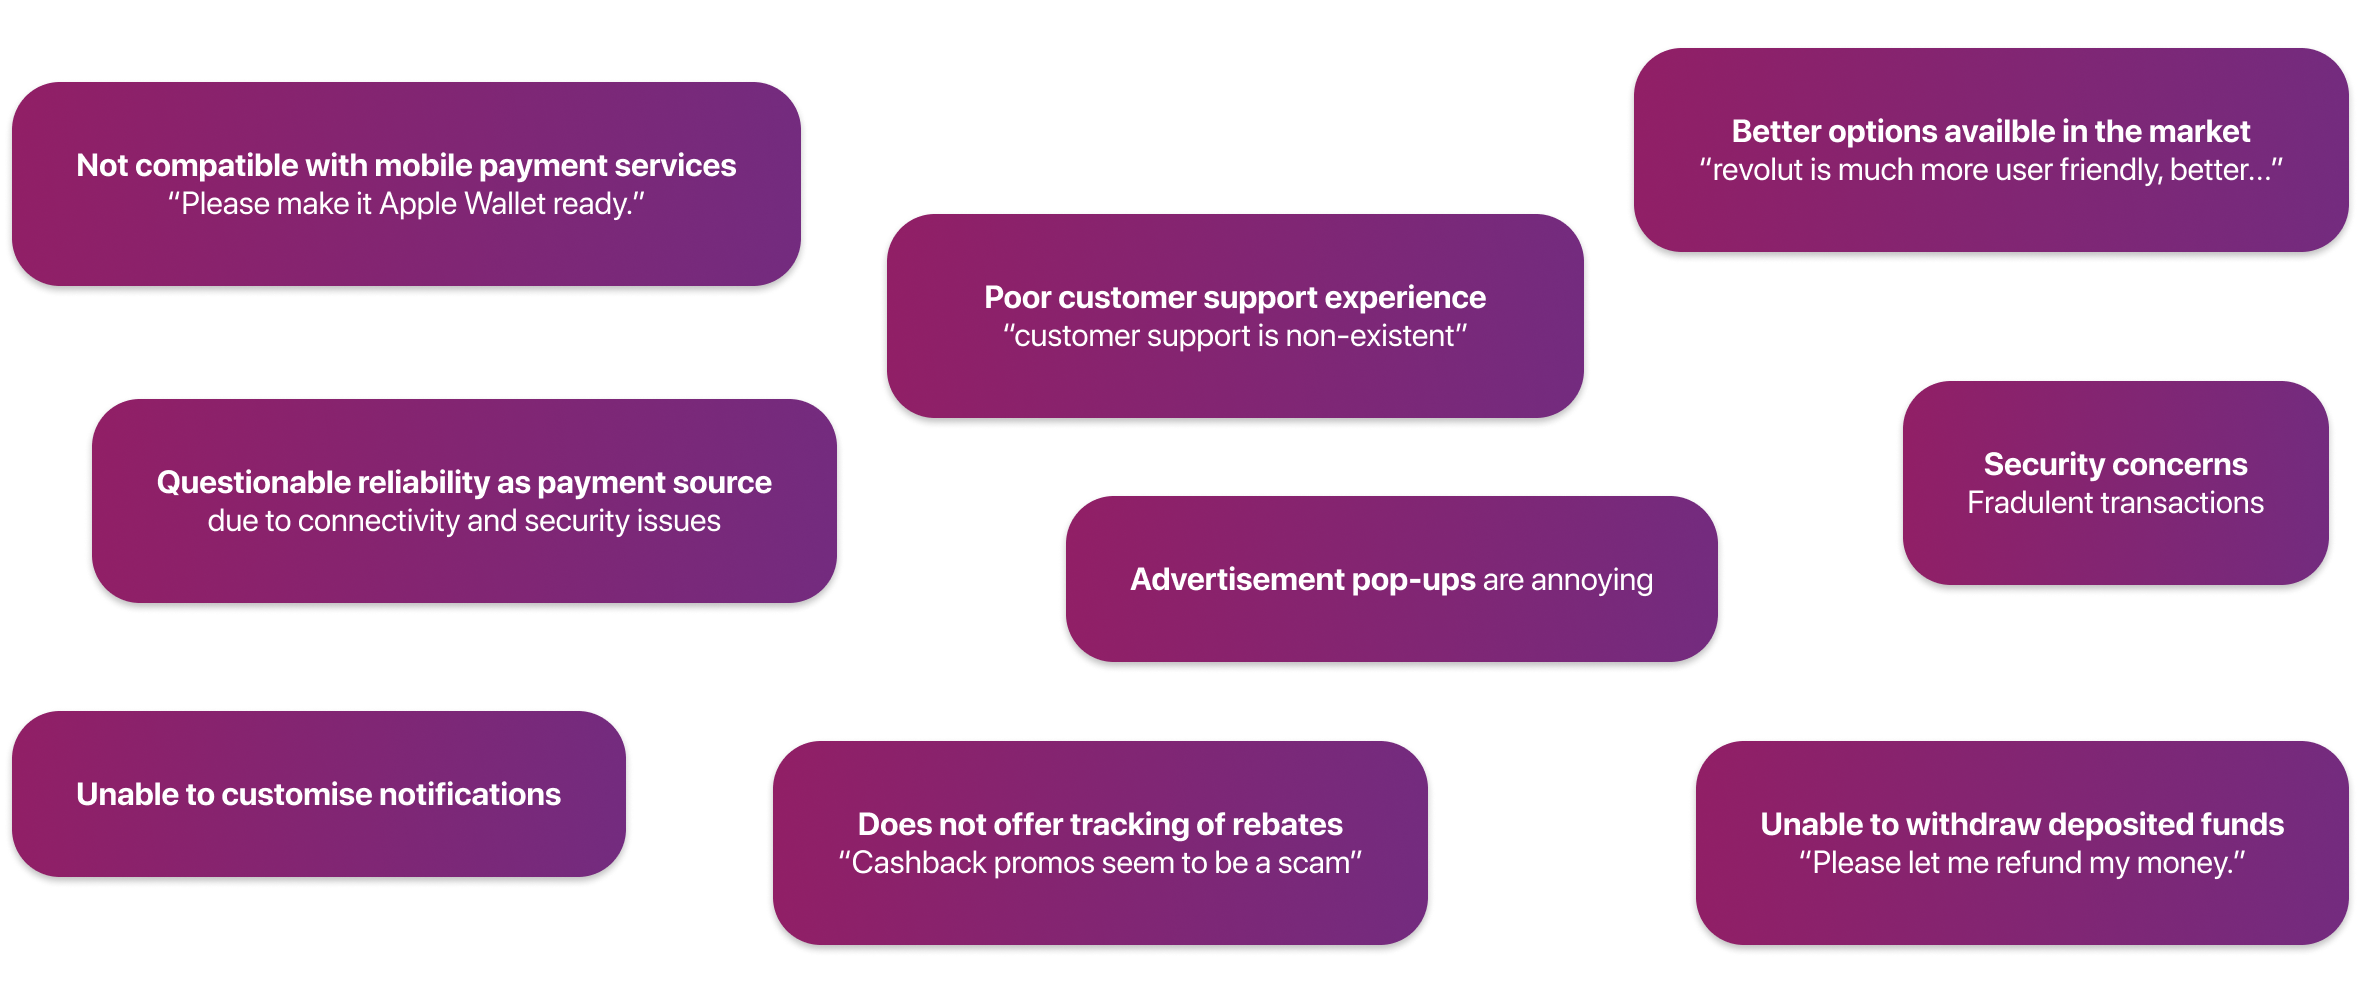 Not compatible with mobile payment services
“Please make it Apple Wallet ready.”
Better options availble in the market
“revolut is much more user friendly, better...”
Poor customer support experience
“customer support is non-existent”
Questionable reliability as payment source
due to connectivity and security issues
Security concerns
Fradulent transactions
Advertisement pop-ups are annoying
Unable to customise notifications
Does not offer tracking of rebates
“Cashback promos seem to be a scam”
Unable to withdraw deposited funds
“Please let me refund my money.”